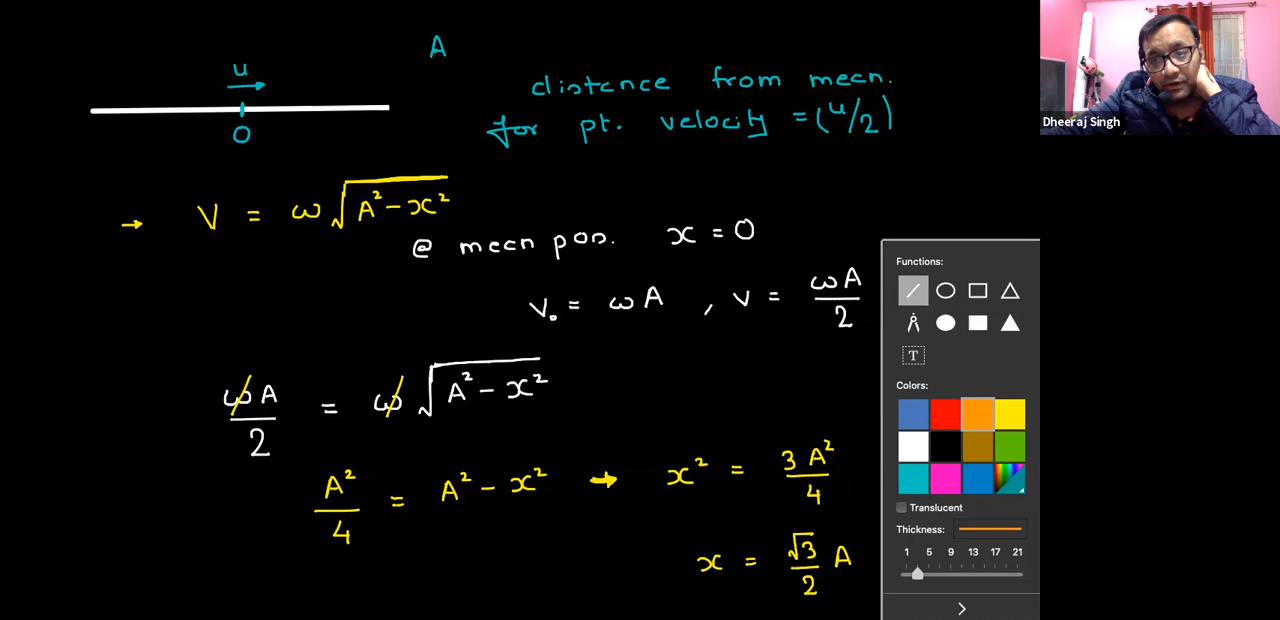 A
u
distance from mean.
for pt. velocity = (u/2)
0
Dheeraj Singh
→ V = ω√(A² − x²)
@ mean pos. x = 0
V₀ = ωA , v = ωA/2
ωA/2 = ω√(A² − x²)
A²/4 = A² − x² → x² = 3A²/4
x = √3/2 A
Functions:
T
Colors:
Translucent
Thickness:
1 5 9 13 17 21